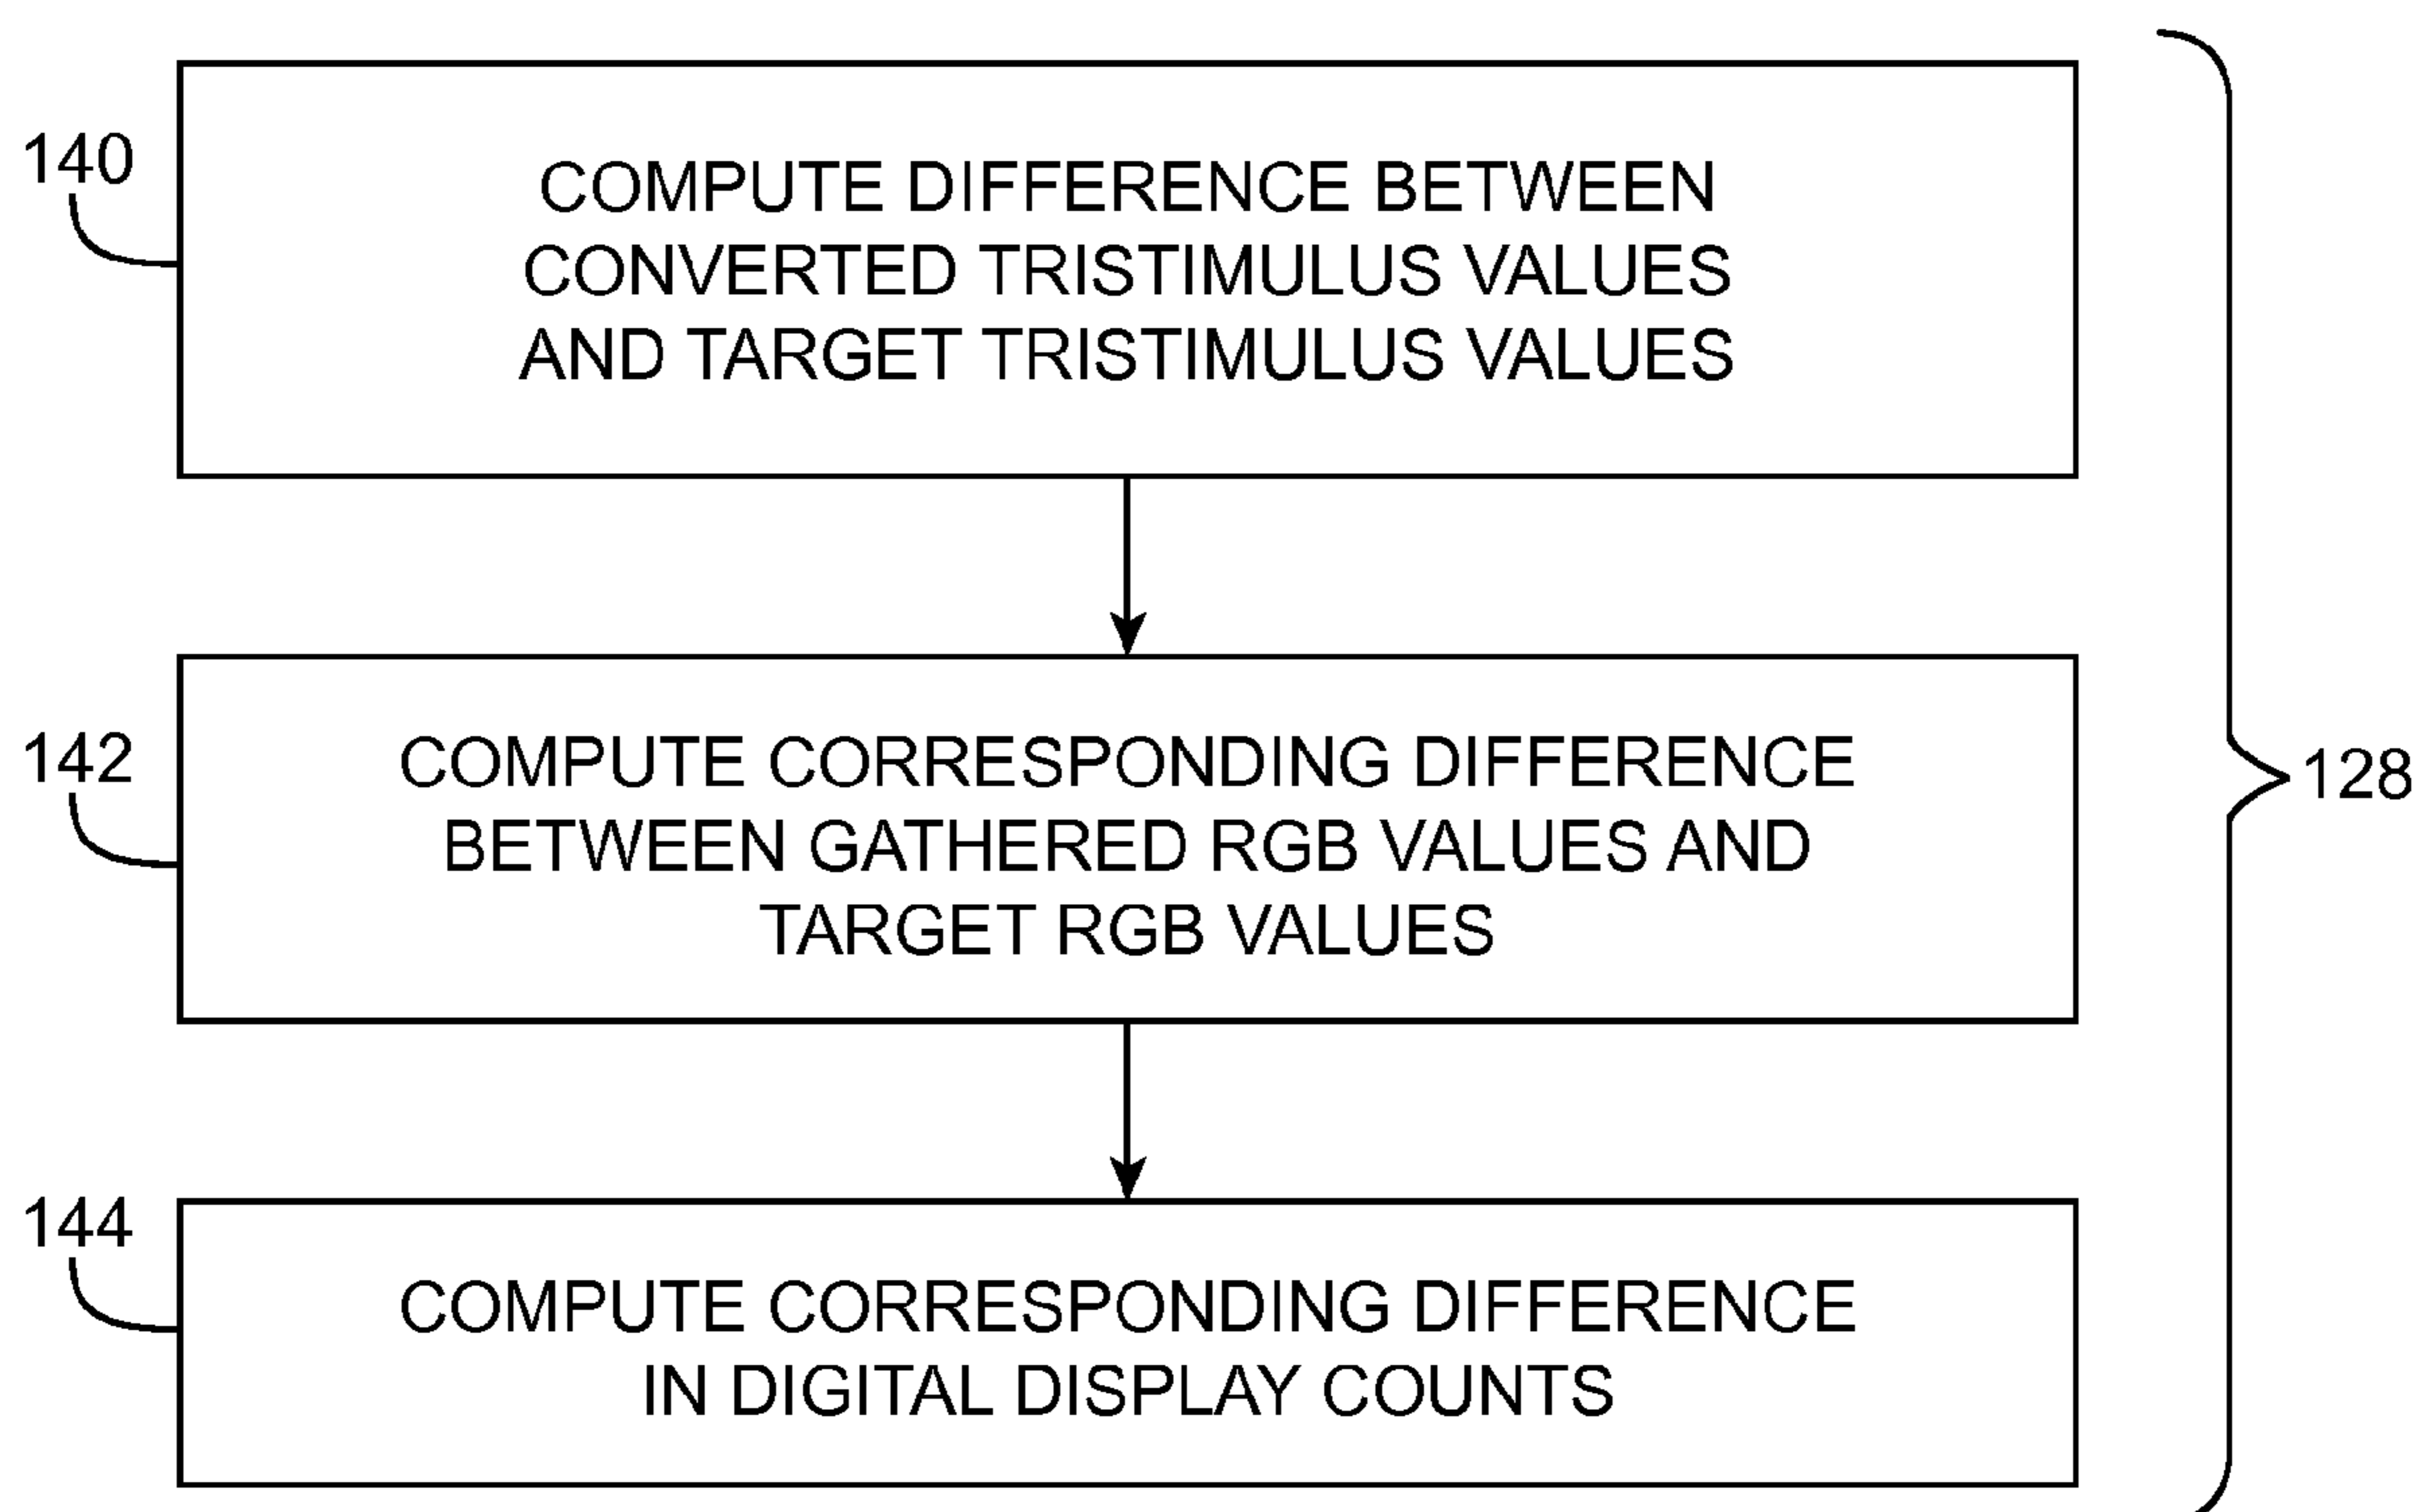 140
COMPUTE DIFFERENCE BETWEEN
CONVERTED TRISTIMULUS VALUES
AND TARGET TRISTIMULUS VALUES
142
COMPUTE CORRESPONDING DIFFERENCE
BETWEEN GATHERED RGB VALUES AND
TARGET RGB VALUES
128
144
COMPUTE CORRESPONDING DIFFERENCE
IN DIGITAL DISPLAY COUNTS